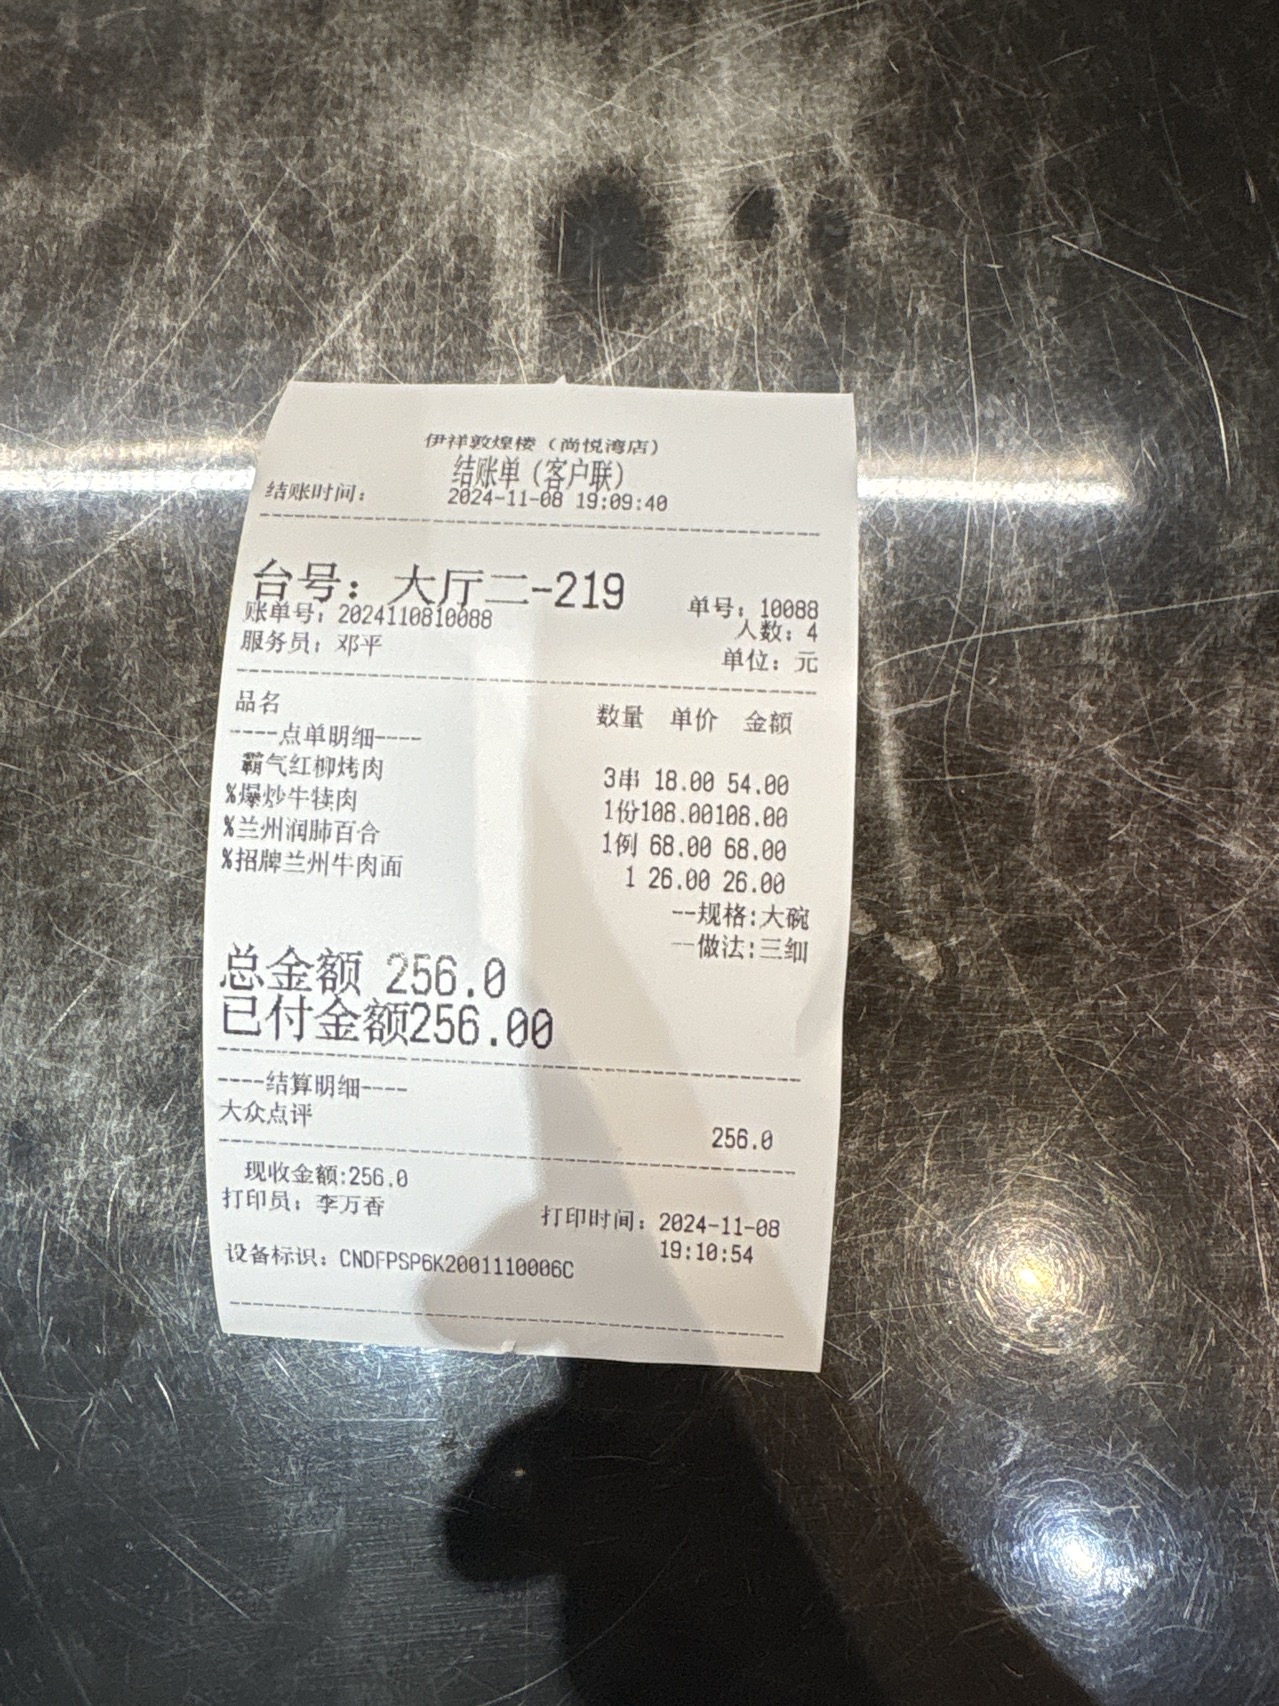 伊祥敦煌楼（尚悦湾店）
结账单（客户联）
结账时间： 2024-11-08 19:09:40
台号：大厅二-219
账单号：2024110810088 单号：10088
服务员：邓平 人数：4
单位：元
品名 数量 单价 金额
----点单明细----
霸气红柳烤肉 3串 18.00 54.00
%爆炒牛犊肉 1份108.00108.00
%兰州润肺百合 1例 68.00 68.00
%招牌兰州牛肉面 1 26.00 26.00
--规格:大碗
--做法:三细
总金额 256.0
已付金额256.00
----结算明细----
大众点评 256.0
现收金额:256.0
打印员：李万香 打印时间：2024-11-08
19:10:54
设备标识：CNDFPSP6K2001110006C